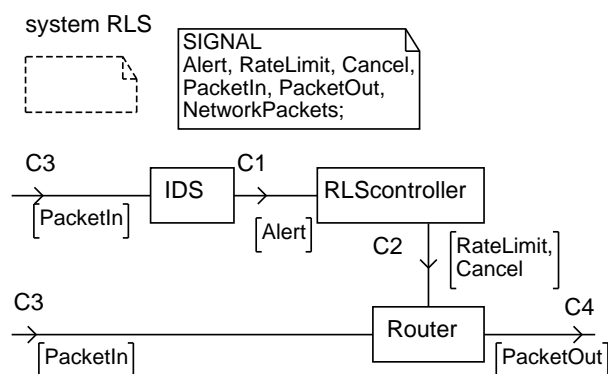 system RLS
SIGNAL
Alert, RateLimit, Cancel,
PacketIn, PacketOut,
NetworkPackets;
C3
IDS
C1
RLScontroller
[PacketIn]
[Alert]
C2
[RateLimit,
Cancel]
C3
Router
C4
[PacketIn]
[PacketOut]